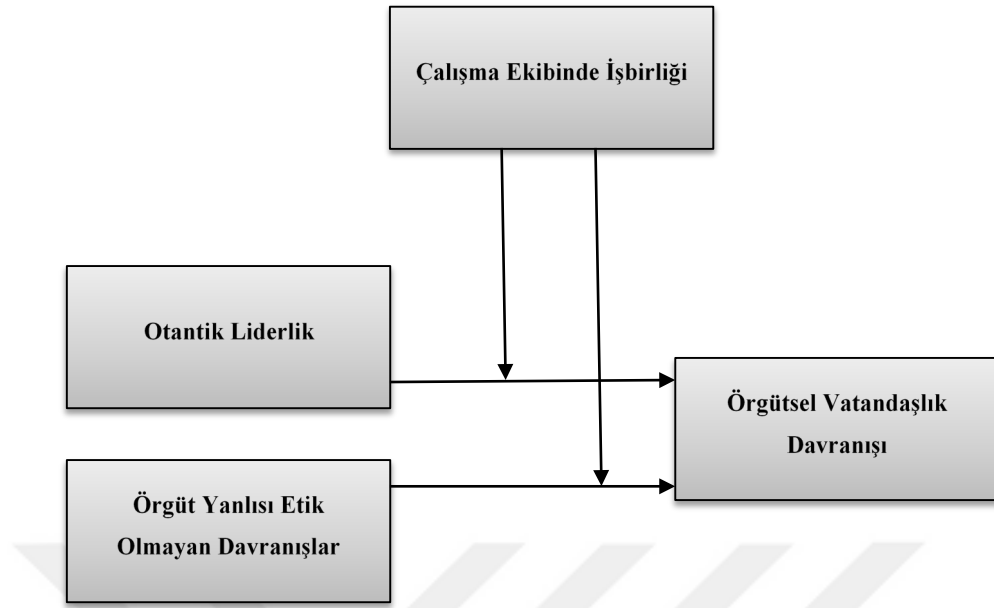 Çalışma Ekibinde İşbirliği
Otantik Liderlik
Örgütsel Vatandaşlık
Davranışı
Örgüt Yanlısı Etik
Olmayan Davranışlar